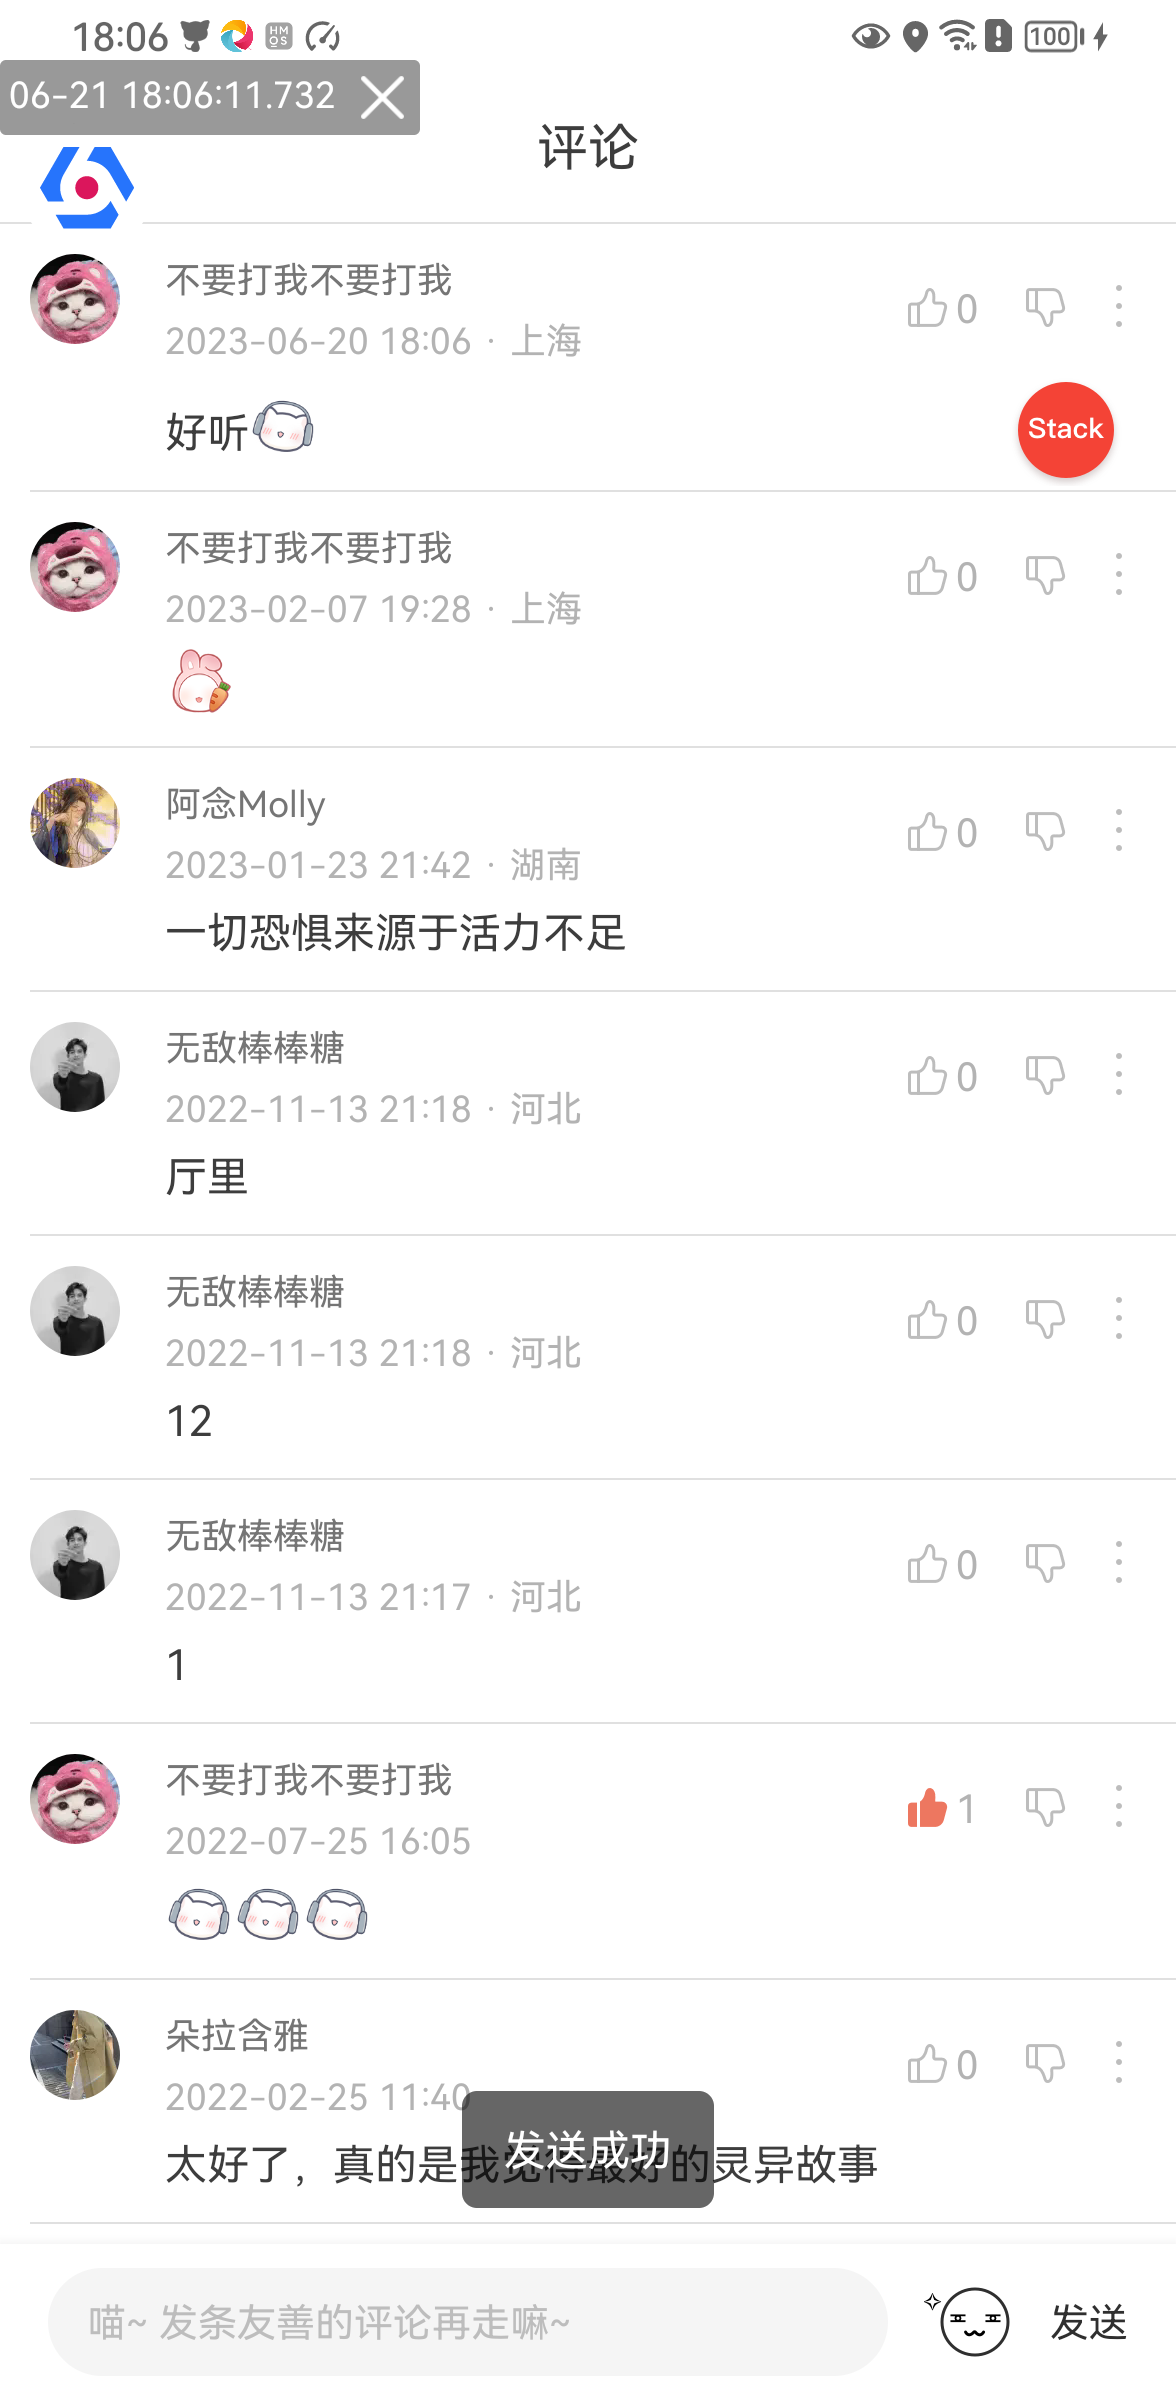 18:06
HM
OS
100
06-21 18:06:11.732
评论
不要打我不要打我
0
2023-06-20 18:06 · 上海
好听
Stack
不要打我不要打我
0
2023-02-07 19:28 · 上海
阿念Molly
0
2023-01-23 21:42 · 湖南
一切恐惧来源于活力不足
无敌棒棒糖
0
2022-11-13 21:18 · 河北
厅里
无敌棒棒糖
0
2022-11-13 21:18 · 河北
12
无敌棒棒糖
0
2022-11-13 21:17 · 河北
1
不要打我不要打我
1
2022-07-25 16:05
朵拉含雅
0
2022-02-25 11:40
发送成功
太好了，真的是我觉得最好的灵异故事
喵~ 发条友善的评论再走嘛~
发送